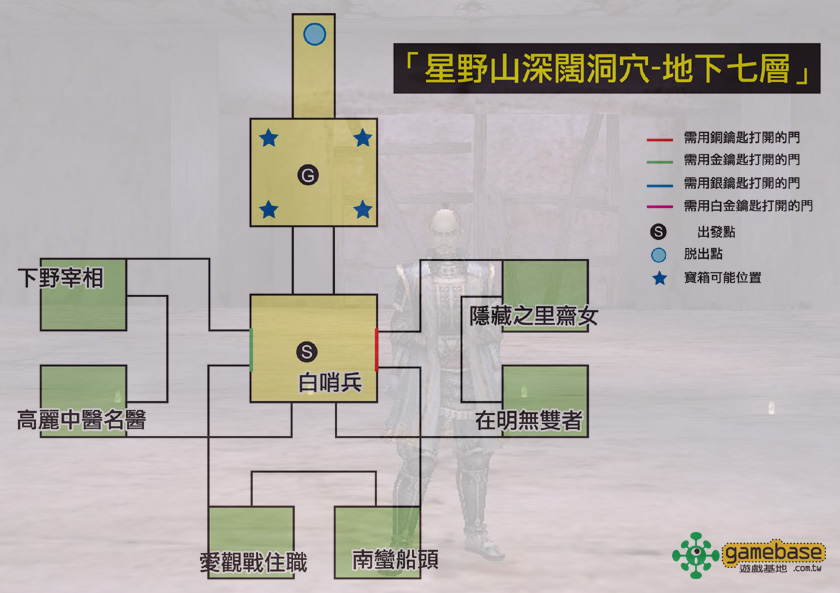 「星野山深闊洞穴-地下七層」
需用銅鑰匙打開的門
需用金鑰匙打開的門
需用銀鑰匙打開的門
需用白金鑰匙打開的門
S 出發點
脱出點
寶箱可能位置
G
下野宰相
隱藏之里齋女
S
白哨兵
高麗中醫名醫
在明無雙者
愛觀戰住職
南蠻船頭
gamebase
遊戲基地 .com.tw